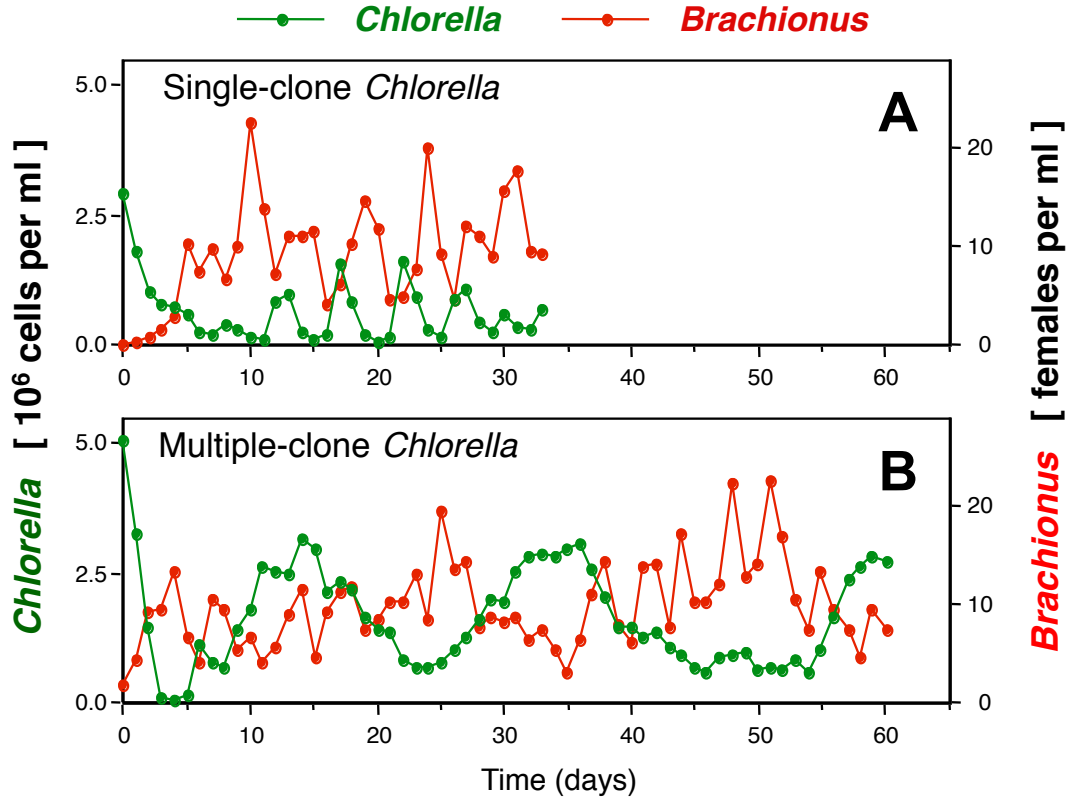 Chlorella Brachionus
Single-clone Chlorella
A
5.0
2.5
0.0
20
10
0
0 10 20 30 40 50 60
Multiple-clone Chlorella
B
5.0
2.5
0.0
20
10
0
0 10 20 30 40 50 60
Time (days)
Chlorella [ 10⁶ cells per ml ]
Brachionus [ females per ml ]